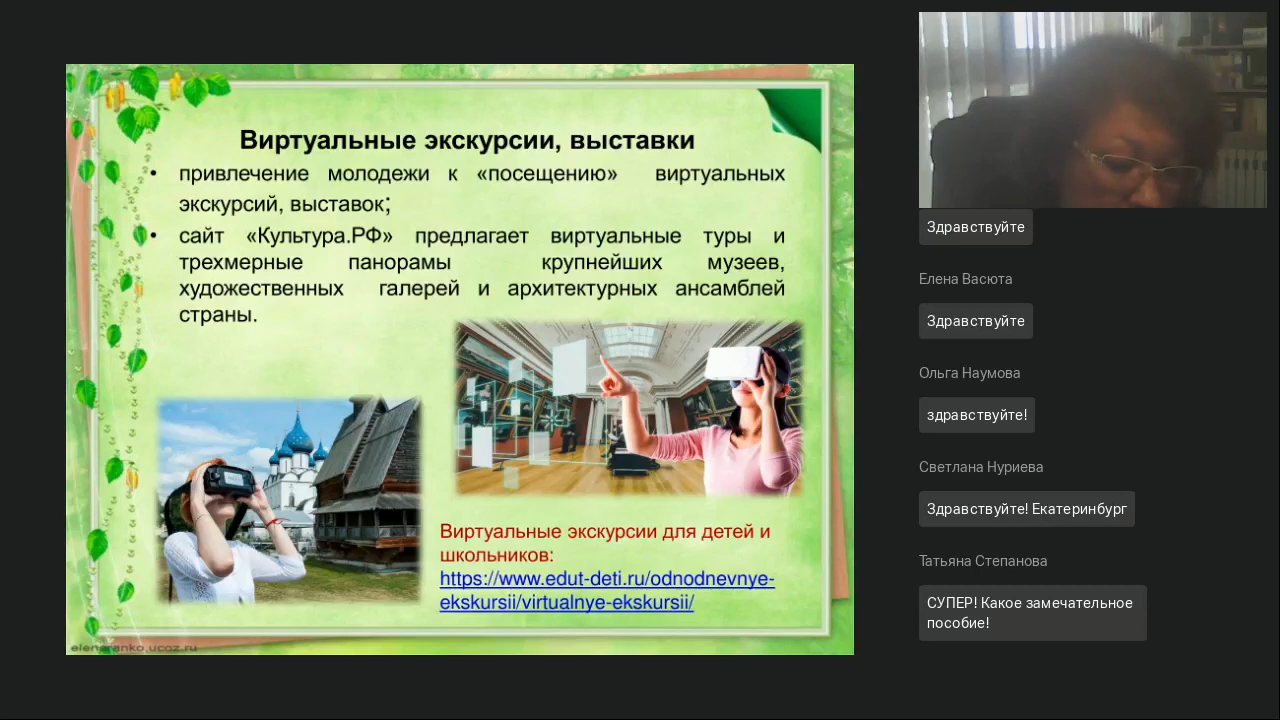 Виртуальные экскурсии, выставки
• привлечение молодежи к «посещению» виртуальных
экскурсий, выставок;
• сайт «Культура.РФ» предлагает виртуальные туры и
трехмерные панорамы крупнейших музеев,
художественных галерей и архитектурных ансамблей
страны.
Виртуальные экскурсии для детей и
школьников:
https://www.edut-deti.ru/odnodnevnye-
ekskursii/virtualnye-ekskursii/
elenaranko.ucoz.ru
Здравствуйте
Елена Васюта
Здравствуйте
Ольга Наумова
здравствуйте!
Светлана Нуриева
Здравствуйте! Екатеринбург
Татьяна Степанова
СУПЕР! Какое замечательное
пособие!